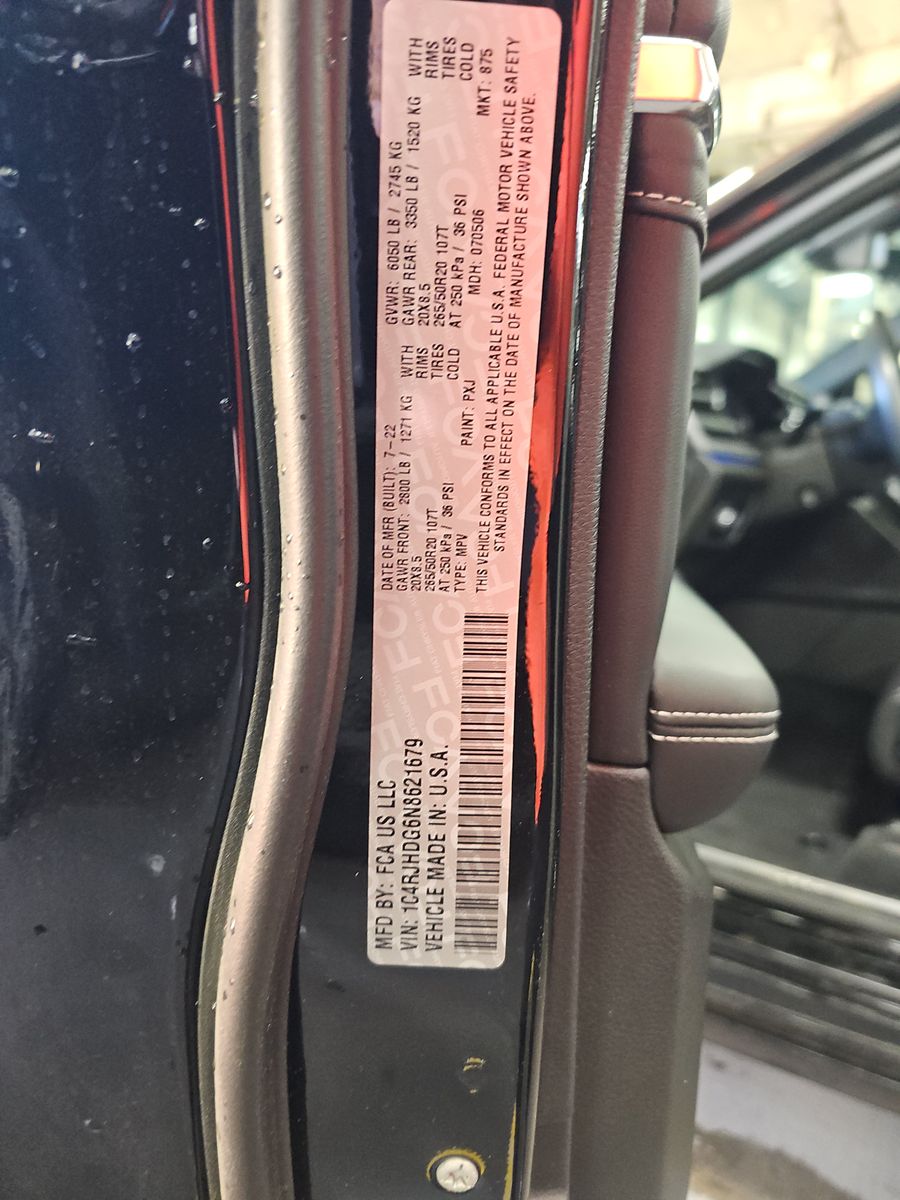 MFD BY: FCA US LLC
VIN: 1C4RJHDG6N8621679
VEHICLE MADE IN: U.S.A.
DATE OF MFR (BUILT): 7-22
GAWR FRONT: 2800 LB / 1271 KG WITH
20X8.5 RIMS
265/50R20 107T TIRES
AT 250 kPa / 36 PSI COLD
TYPE: MPV PAINT: PXJ
GVWR: 6050 LB / 2745 KG
GAWR REAR: 3350 LB / 1520 KG WITH
20X8.5 RIMS
265/50R20 107T TIRES
AT 250 kPa / 36 PSI COLD
MDH: 070506 MKT: 875
THIS VEHICLE CONFORMS TO ALL APPLICABLE U.S.A. FEDERAL MOTOR VEHICLE SAFETY
STANDARDS IN EFFECT ON THE DATE OF MANUFACTURE SHOWN ABOVE.